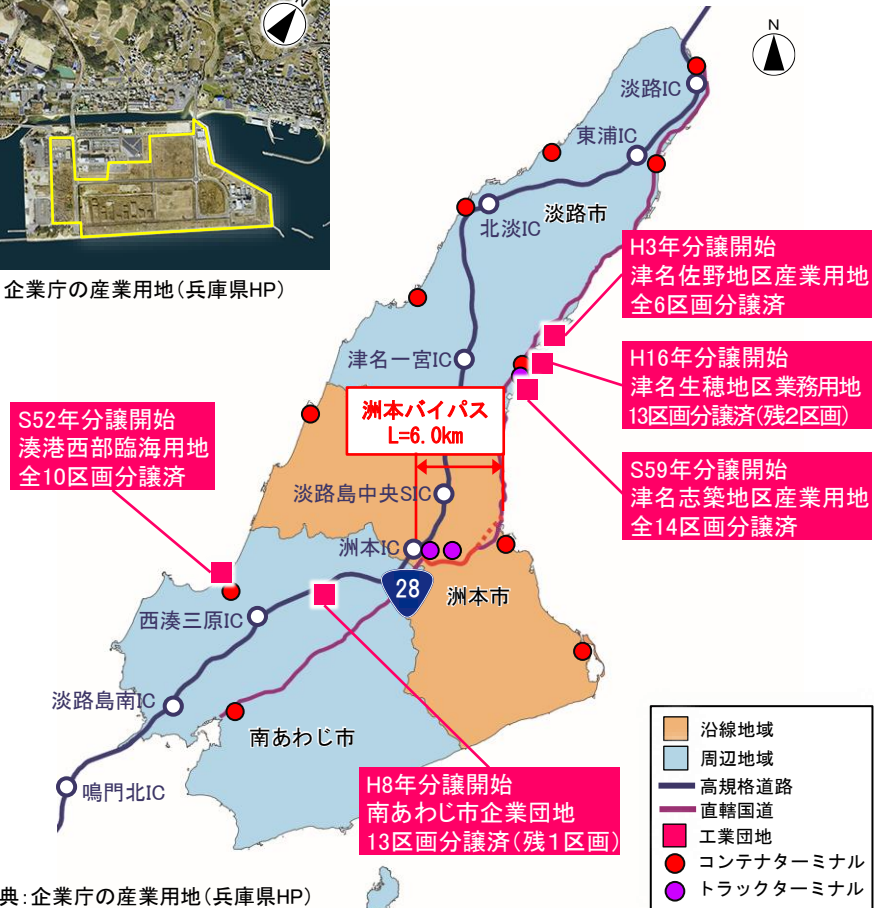 N
淡路IC
東浦IC
北淡IC
淡路市
企業庁の産業用地(兵庫県HP)
H3年分譲開始
津名佐野地区産業用地
全6区画分譲済
津名一宮IC
H16年分譲開始
津名生穂地区業務用地
13区画分譲済(残2区画)
洲本バイパス
L=6.0km
S52年分譲開始
湊港西部臨海用地
全10区画分譲済
S59年分譲開始
津名志築地区産業用地
全14区画分譲済
淡路島中央SIC
洲本IC
28
洲本市
西淡三原IC
淡路島南IC
南あわじ市
鳴門北IC
H8年分譲開始
南あわじ市企業団地
13区画分譲済(残1区画)
沿線地域
周辺地域
高規格道路
直轄国道
工業団地
コンテナターミナル
トラックターミナル
典:企業庁の産業用地(兵庫県HP)